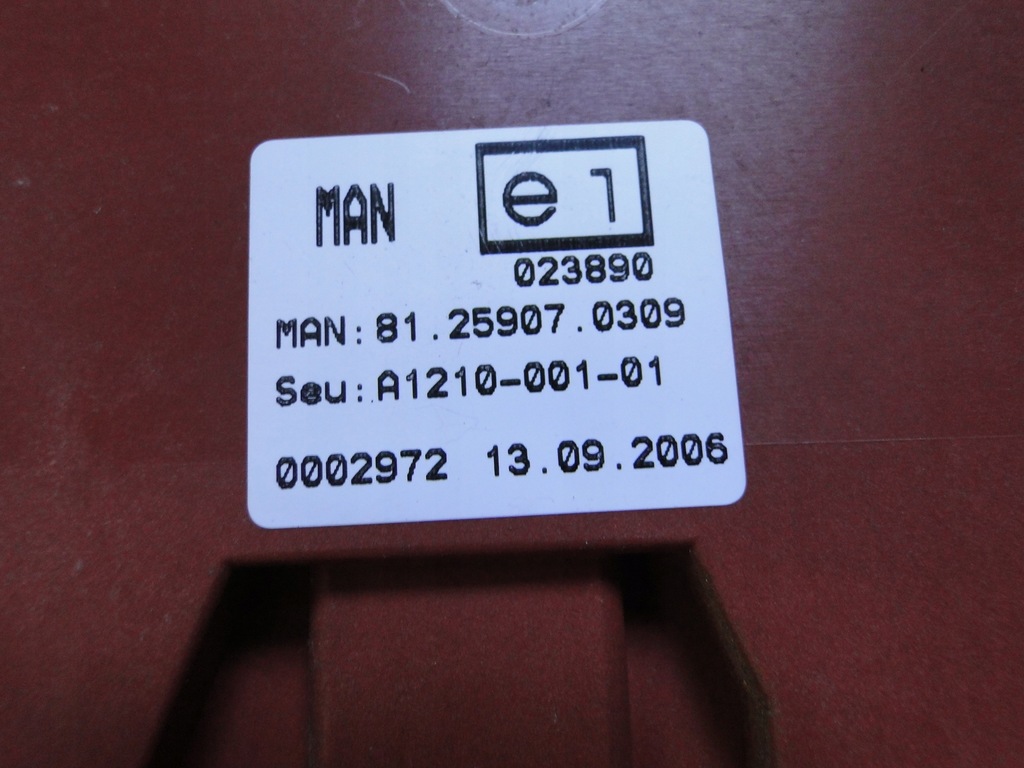 MAN e1
023890
MAN: 81.25907.0309
Seu: A1210-001-01
0002972 13.09.2006